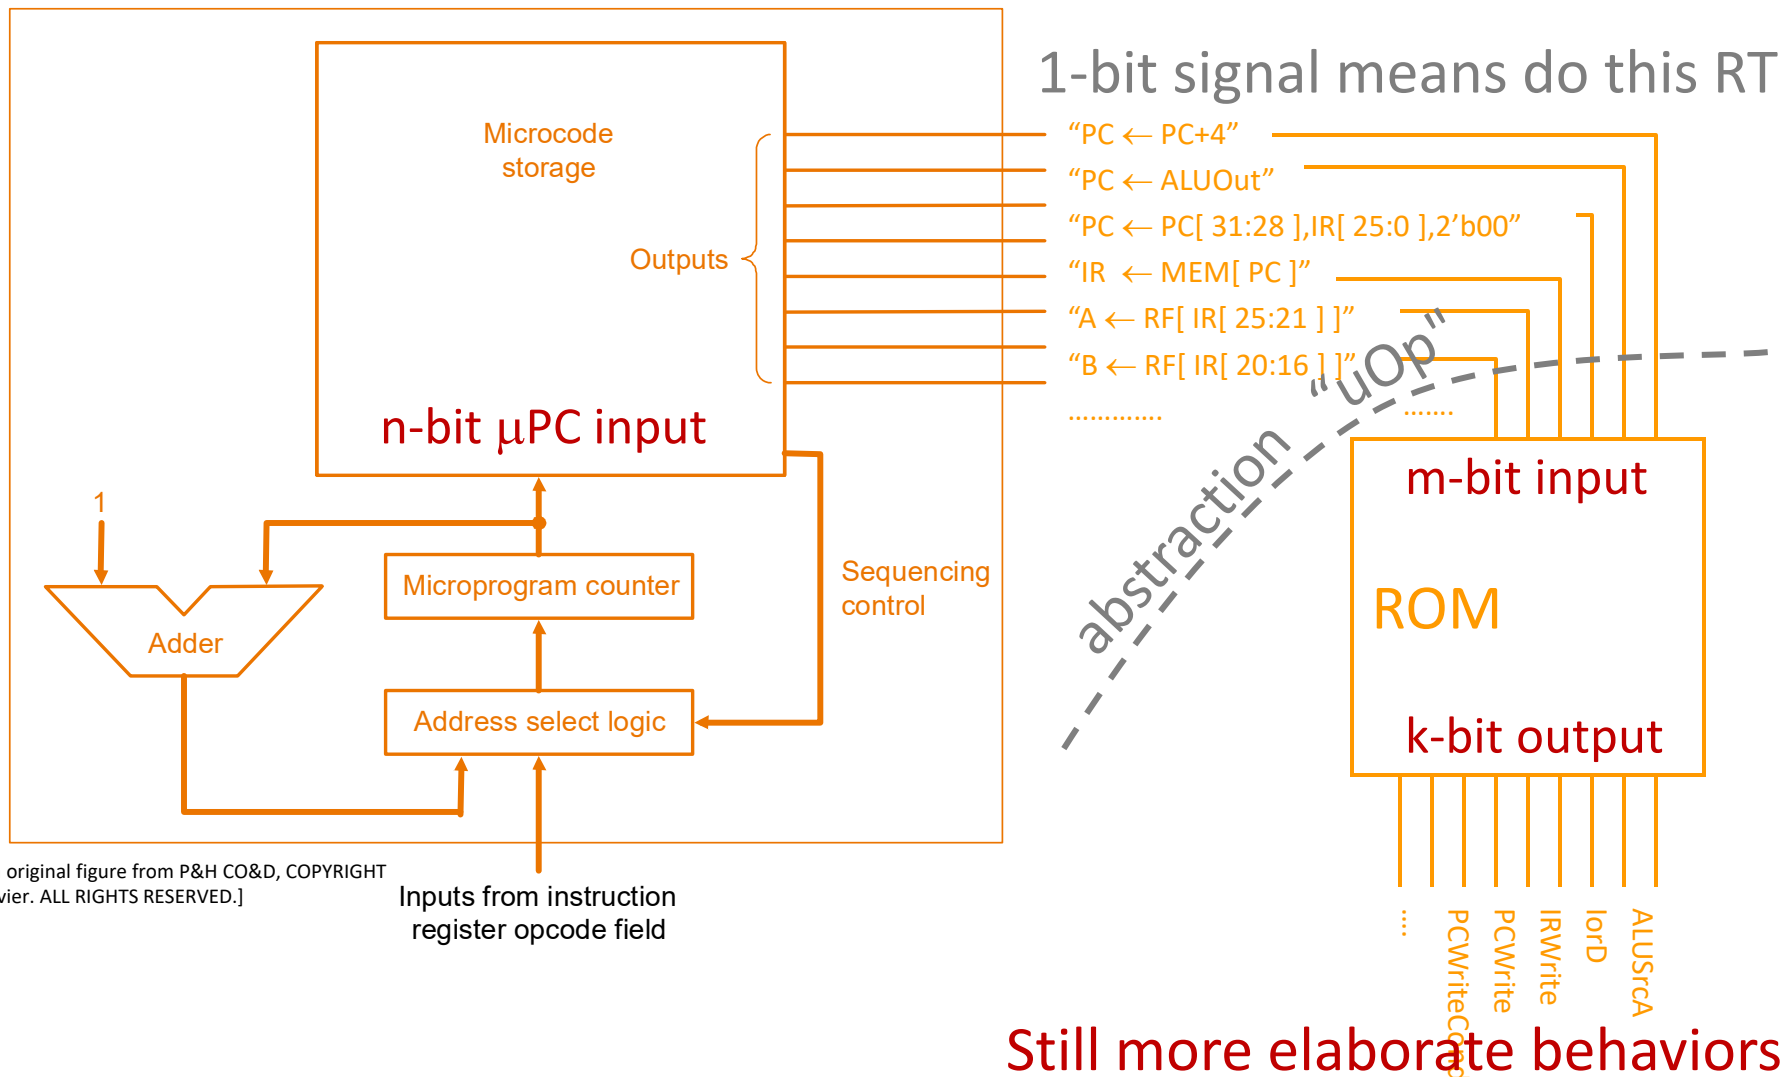 1-bit signal means do this RT
Microcode
storage
Outputs
n-bit μPC input
“PC ← PC+4”
“PC ← ALUOut”
“PC ← PC[ 31:28 ],IR[ 25:0 ],2’b00”
“IR ← MEM[ PC ]”
“A ← RF[ IR[ 25:21 ] ]”
“B ← RF[ IR[ 20:16 ] ]”
.............
.......
abstraction “uOp”
m-bit input
ROM
k-bit output
1
Adder
Microprogram counter
Address select logic
Sequencing
control
original figure from P&H CO&D, COPYRIGHT
vier. ALL RIGHTS RESERVED.]
Inputs from instruction
register opcode field
....
PCWriteCond
PCWrite
IRWrite
IorD
ALUSrcA
Still more elaborate behaviors